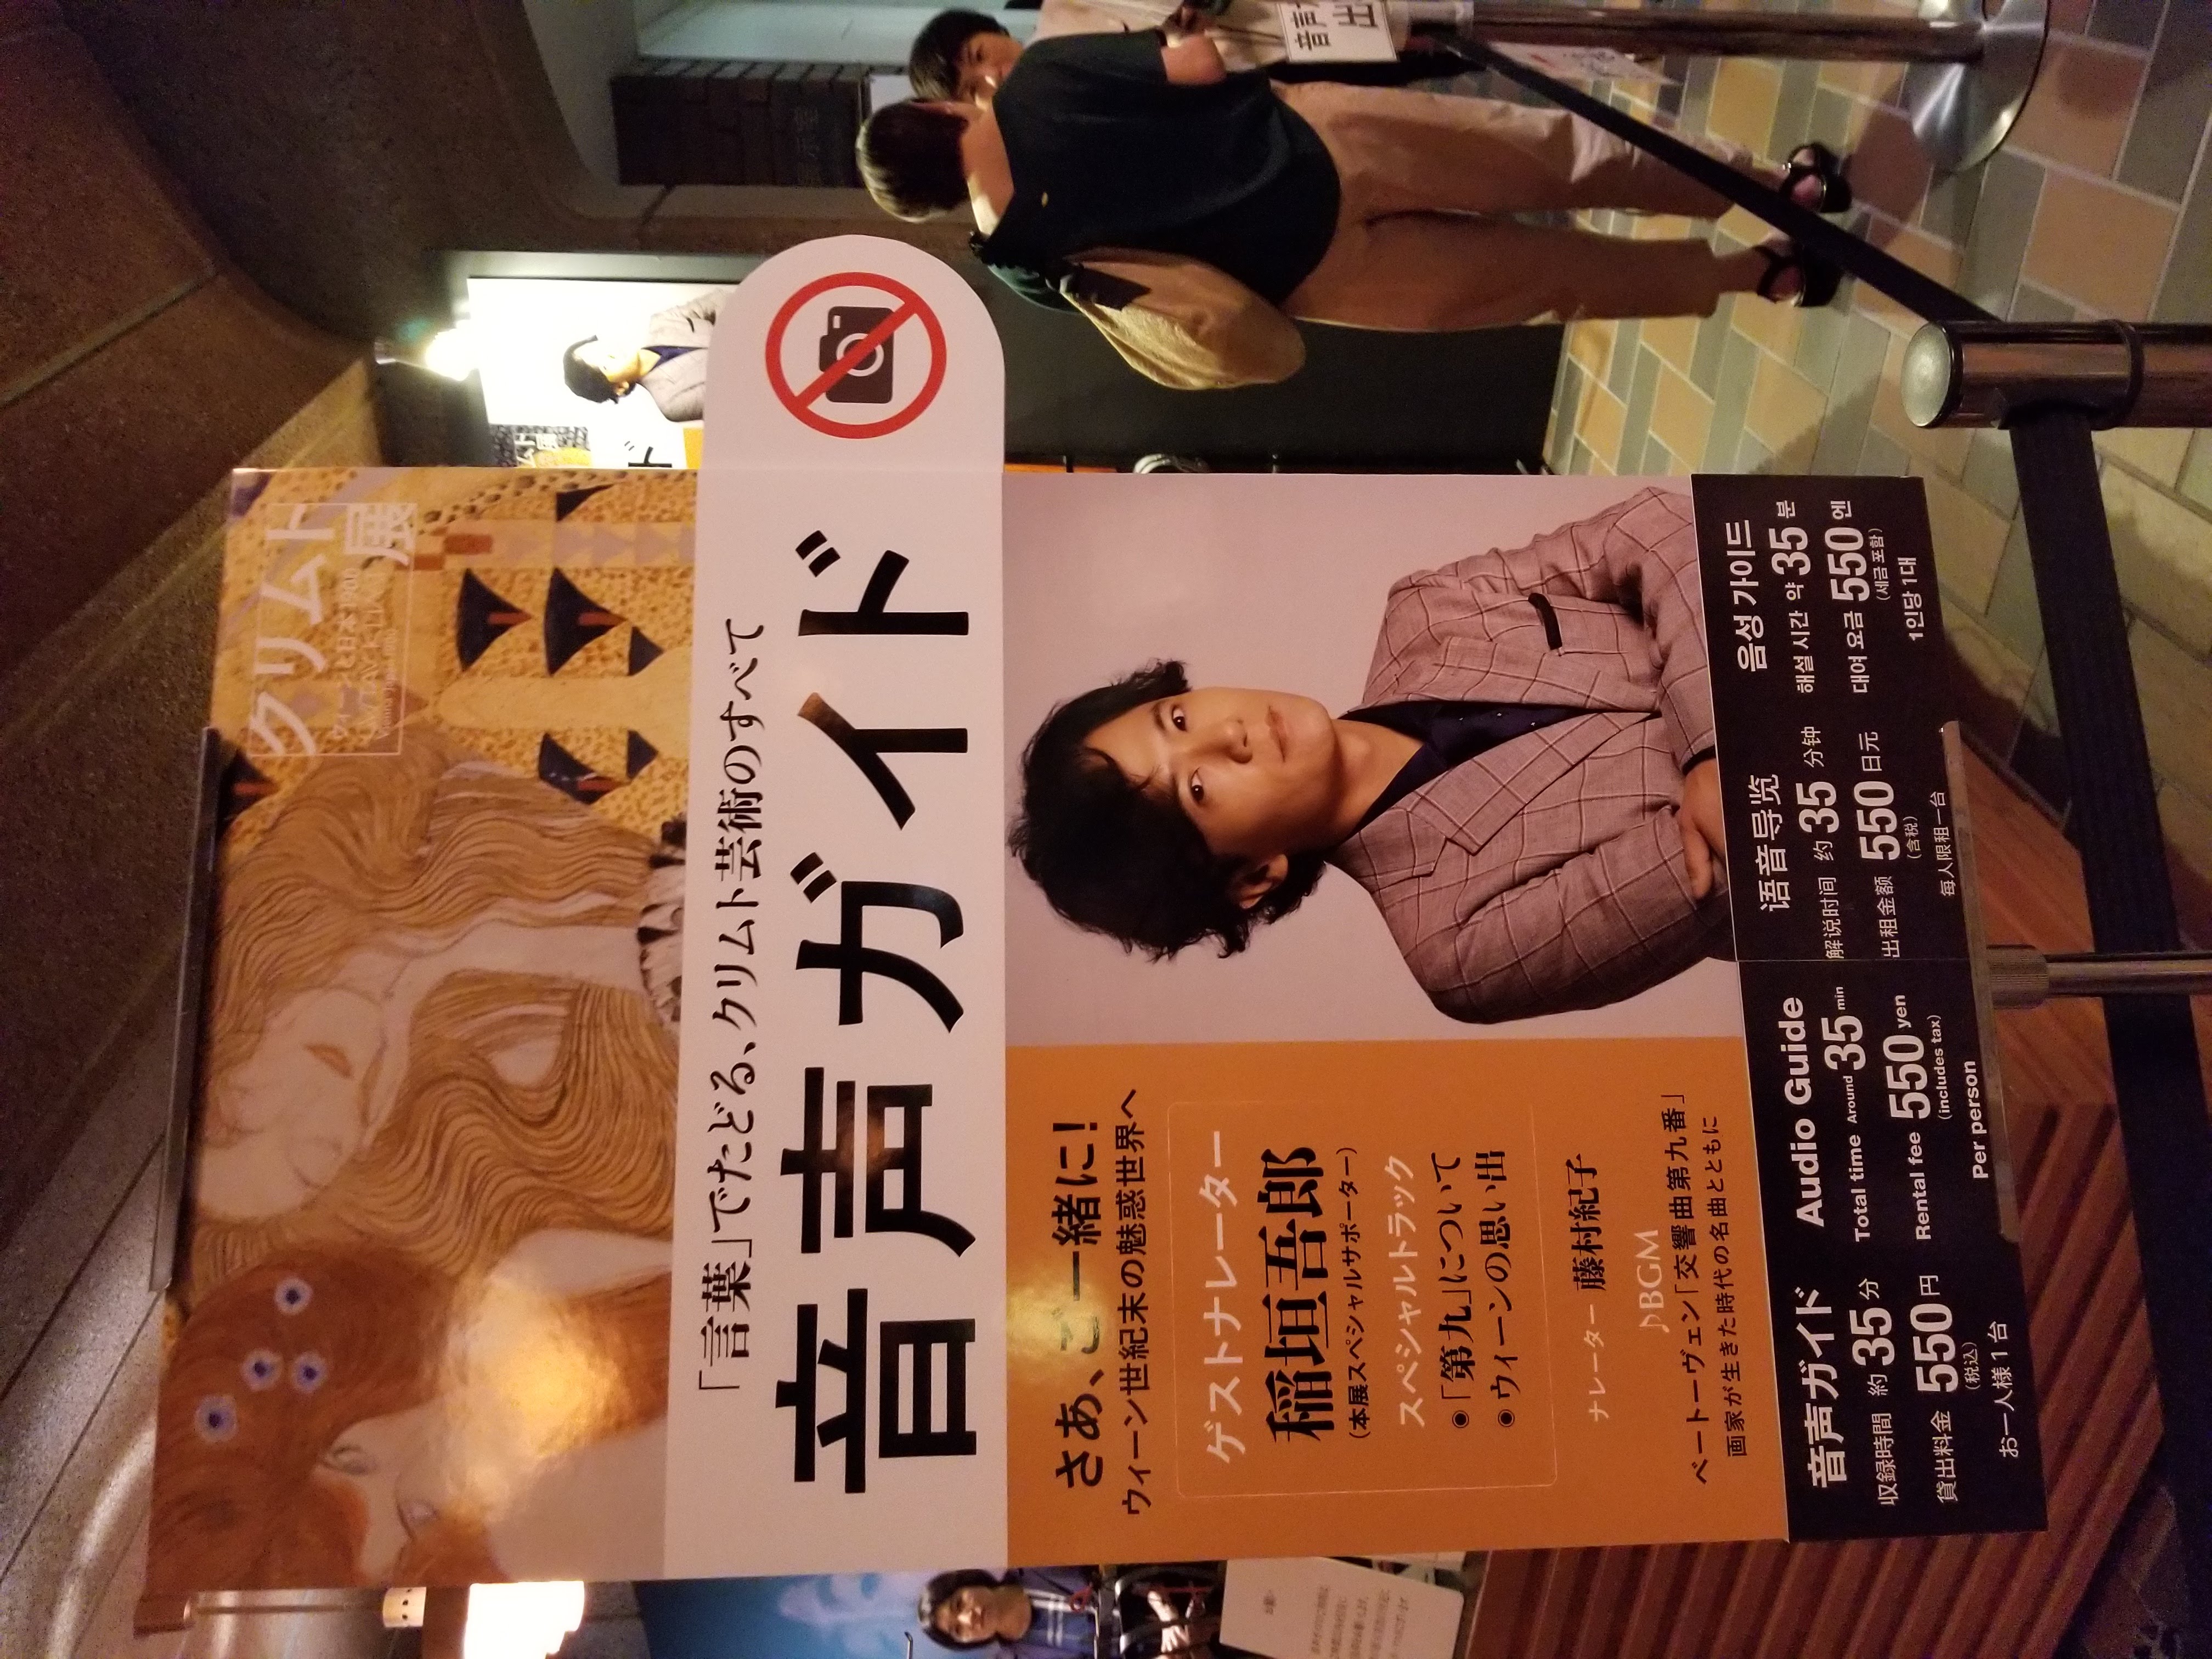 クリムト
展
ウィーンと日本 1900
「言葉」でたどる、クリムト芸術のすべて
音声ガイド
さあ、ご一緒に!
ウィーン世紀末の魅惑世界へ
ゲストナレーター
稲垣吾郎
(本展スペシャルサポーター)
スペシャルトラック
◉「第九」について
◉ウィーンの思い出
ナレーター 藤村紀子
♪BGM
ベートーヴェン「交響曲第九番」
画家が生きた時代の名曲とともに
音声ガイド
収録時間 約35分
貸出料金 550円
(税込)
お一人様1台
Audio Guide
Total time Around 35 min
Rental fee 550 yen
(includes tax)
Per person
语音导览
解说时间 约35分钟
出租金额 550日元
(含税)
每人限租一台
음성 가이드
해설 시간 약 35분
대여 요금 550엔
(세금 포함)
1인당 1대
音声
出